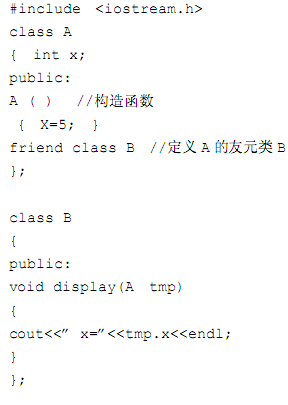 #include <iostream.h>
class A
{ int x;
public:
A ( ) //构造函数
{ X=5; }
friend class B //定义A的友元类B
};
class B
{
public:
void display(A tmp)
{
cout<<” x=”<<tmp.x<<endl;
}
};